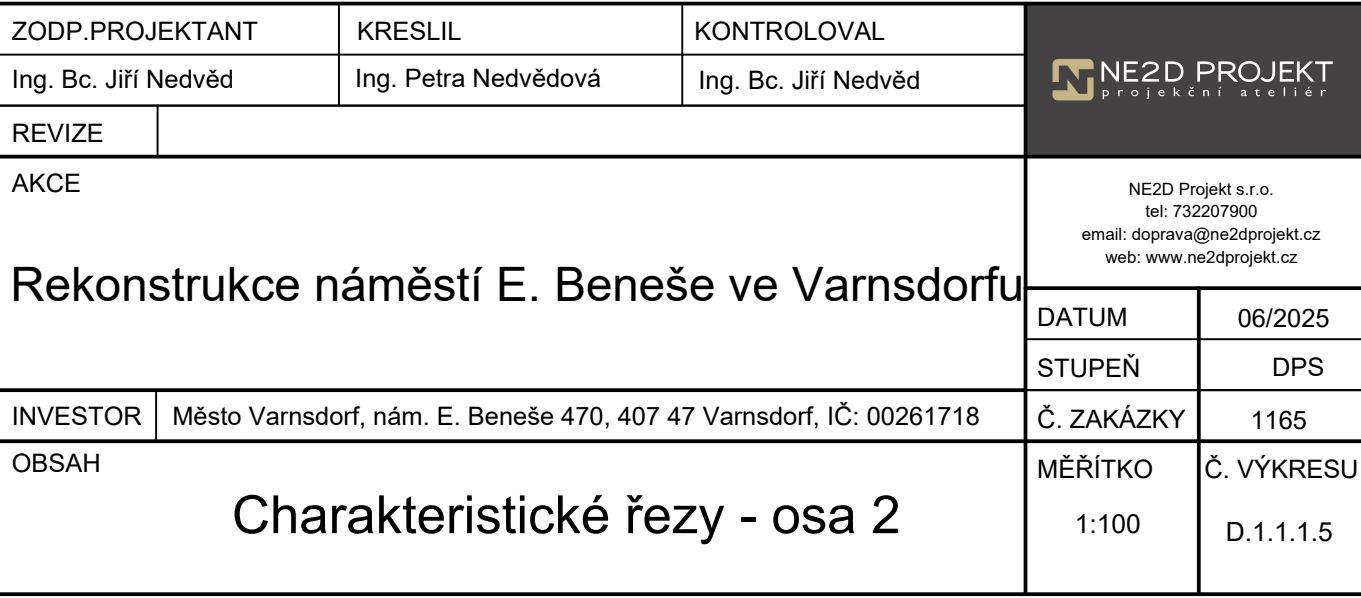 ZODP.PROJEKTANT KRESLIL KONTROLOVAL
Ing. Bc. Jiří Nedvěd Ing. Petra Nedvědová Ing. Bc. Jiří Nedvěd
NE2D PROJEKT
projekční ateliér
REVIZE
AKCE
Rekonstrukce náměstí E. Beneše ve Varnsdorfu
NE2D Projekt s.r.o.
tel: 732207900
email: doprava@ne2dprojekt.cz
web: www.ne2dprojekt.cz
DATUM 06/2025
STUPEŇ DPS
INVESTOR Město Varnsdorf, nám. E. Beneše 470, 407 47 Varnsdorf, IČ: 00261718
Č. ZAKÁZKY 1165
OBSAH
Charakteristické řezy - osa 2
MĚŘÍTKO Č. VÝKRESU
1:100 D.1.1.1.5